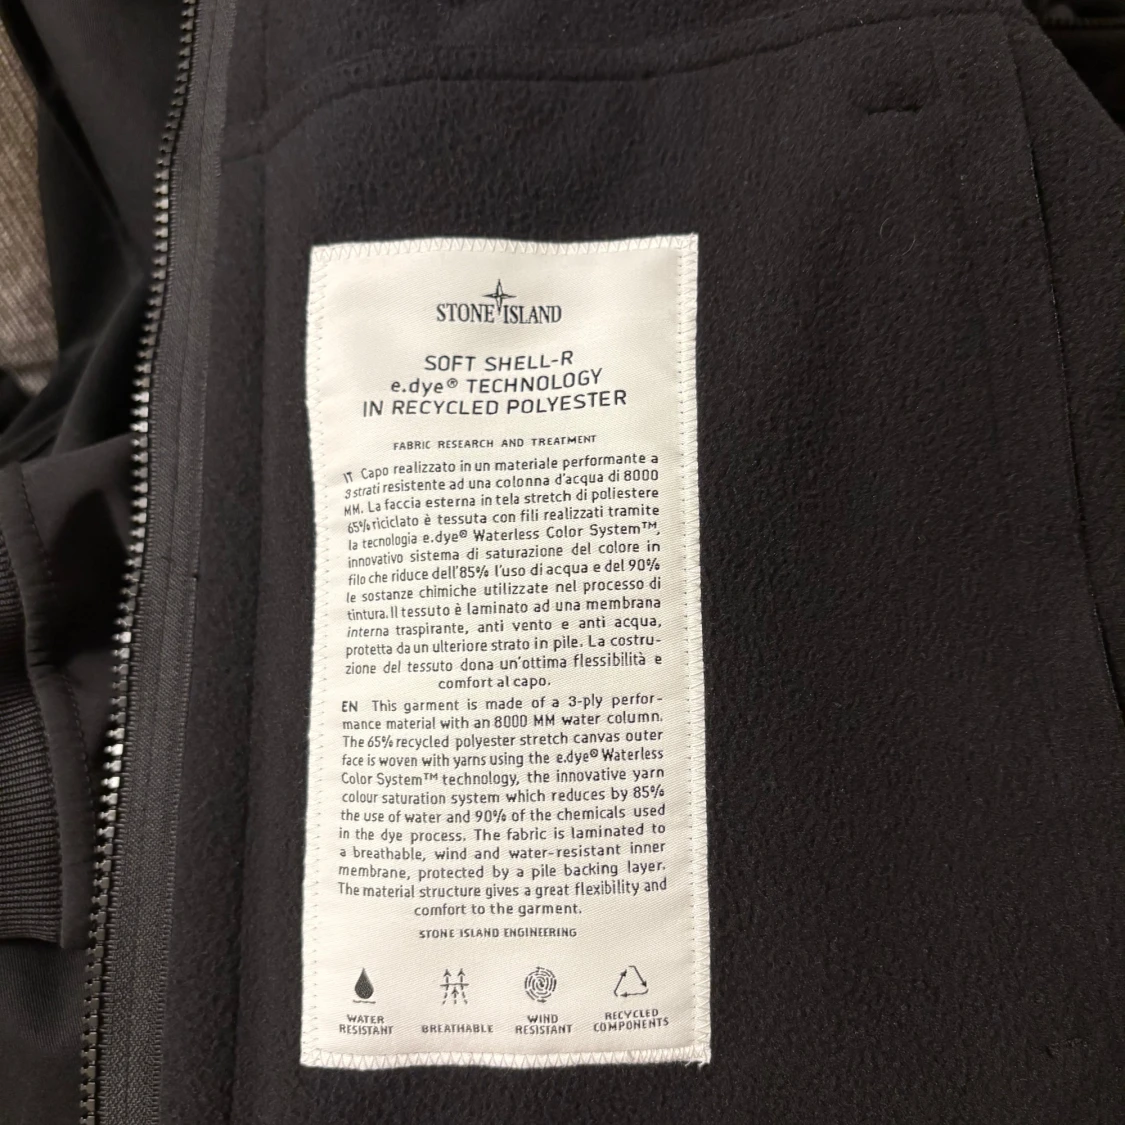 STONE ISLAND
SOFT SHELL-R
e.dye® TECHNOLOGY
IN RECYCLED POLYESTER
FABRIC RESEARCH AND TREATMENT
IT Capo realizzato in un materiale performante a
3 strati resistente ad una colonna d'acqua di 8000
MM. La faccia esterna in tela stretch di poliestere
65% riciclato è tessuta con fili realizzati tramite
la tecnologia e.dye® Waterless Color System™,
innovativo sistema di saturazione del colore in
filo che riduce dell'85% l'uso di acqua e del 90%
le sostanze chimiche utilizzate nel processo di
tintura. Il tessuto è laminato ad una membrana
interna traspirante, anti vento e anti acqua,
protetta da un ulteriore strato in pile. La costru-
zione del tessuto dona un'ottima flessibilità e
comfort al capo.
EN This garment is made of a 3-ply perfor-
mance material with an 8000 MM water column.
The 65% recycled polyester stretch canvas outer
face is woven with yarns using the e.dye® Waterless
Color System™ technology, the innovative yarn
colour saturation system which reduces by 85%
the use of water and 90% of the chemicals used
in the dye process. The fabric is laminated to
a breathable, wind and water-resistant inner
membrane, protected by a pile backing layer.
The material structure gives a great flexibility and
comfort to the garment.
STONE ISLAND ENGINEERING
WATER RESISTANT
BREATHABLE
WIND RESISTANT
RECYCLED COMPONENTS